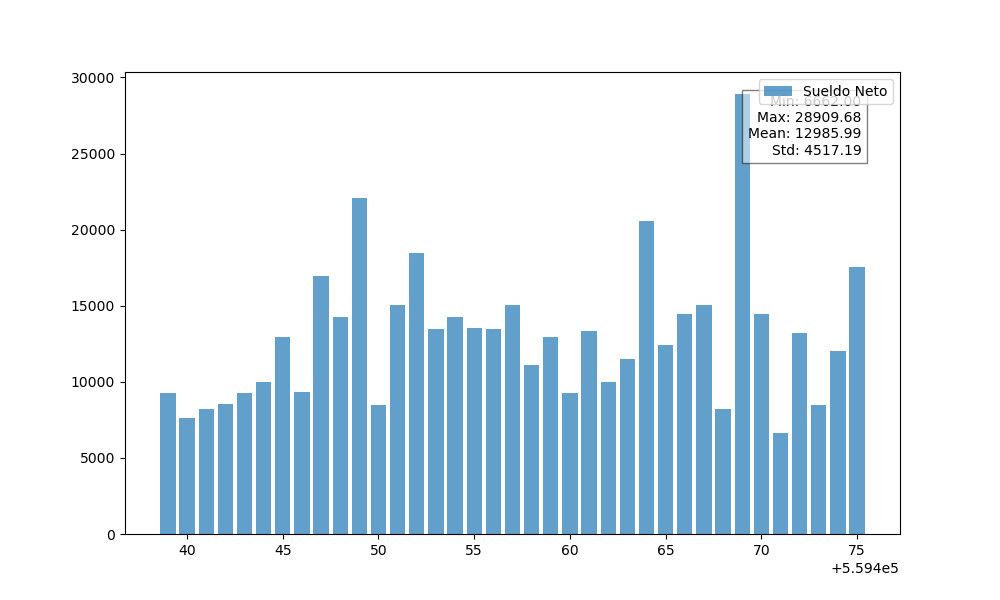 30000
25000
20000
15000
10000
5000
0
Sueldo Neto
Min: 6662.00
Max: 28909.68
Mean: 12985.99
Std: 4517.19
40 45 50 55 60 65 70 75
+5.594e5